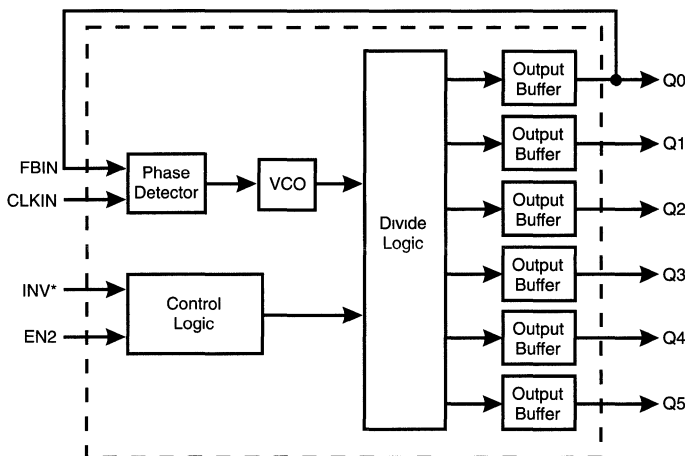 Output
Buffer
Q0
Output
Buffer
Q1
FBIN
Phase
Detector
VCO
CLKIN
Output
Buffer
Q2
Divide
Logic
Output
Buffer
Q3
INV*
Control
Logic
EN2
Output
Buffer
Q4
Output
Buffer
Q5